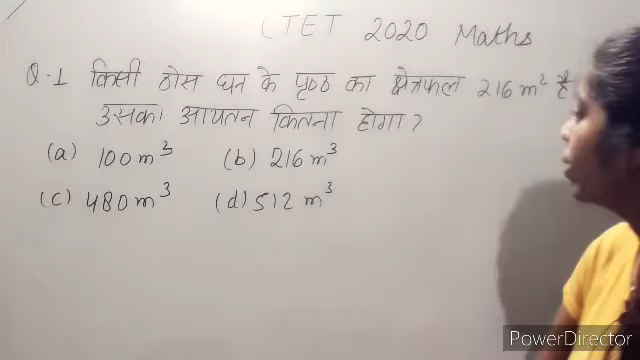 CTET 2020 Maths
Q.1 किसी ठोस घन के पृष्ठ का क्षेत्रफल 216 m² है
उसका आयतन कितना होगा?
(a) 100 m³ (b) 216 m³
(c) 480 m³ (d) 512 m³
PowerDirector